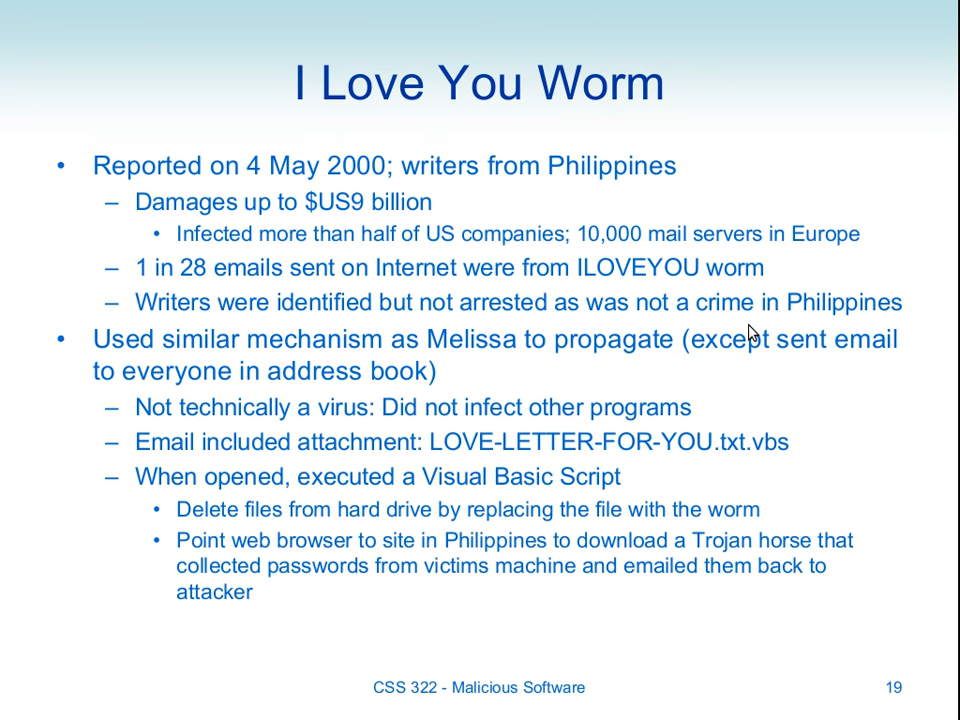 I Love You Worm
• Reported on 4 May 2000; writers from Philippines
– Damages up to $US9 billion
• Infected more than half of US companies; 10,000 mail servers in Europe
– 1 in 28 emails sent on Internet were from ILOVEYOU worm
– Writers were identified but not arrested as was not a crime in Philippines
• Used similar mechanism as Melissa to propagate (except sent email
to everyone in address book)
– Not technically a virus: Did not infect other programs
– Email included attachment: LOVE-LETTER-FOR-YOU.txt.vbs
– When opened, executed a Visual Basic Script
• Delete files from hard drive by replacing the file with the worm
• Point web browser to site in Philippines to download a Trojan horse that
collected passwords from victims machine and emailed them back to
attacker
CSS 322 - Malicious Software
19